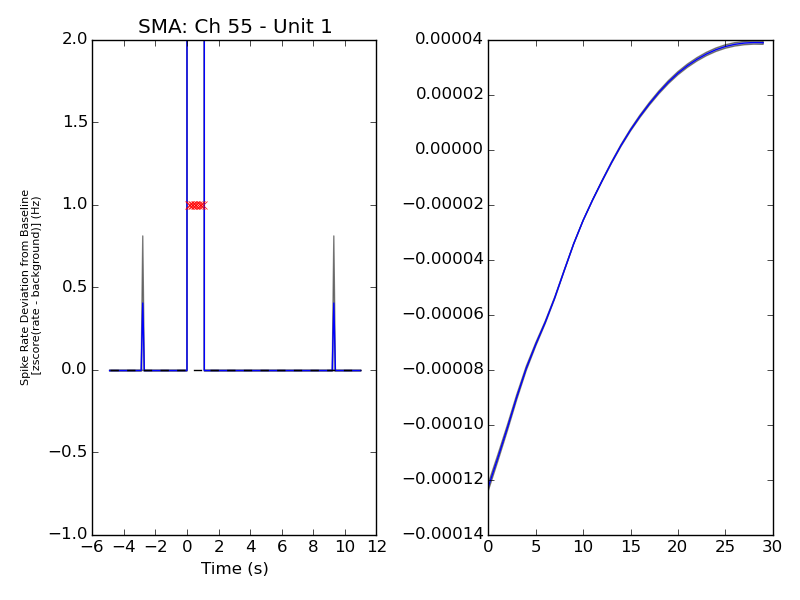 SMA: Ch 55 - Unit 1
Spike Rate Deviation from Baseline
[zscore(rate - background)] (Hz)
2.0
1.5
1.0
0.5
0.0
−0.5
−1.0
−6 −4 −2 0 2 4 6 8 10 12
Time (s)
0.00004
0.00002
0.00000
−0.00002
−0.00004
−0.00006
−0.00008
−0.00010
−0.00012
−0.00014
0 5 10 15 20 25 30